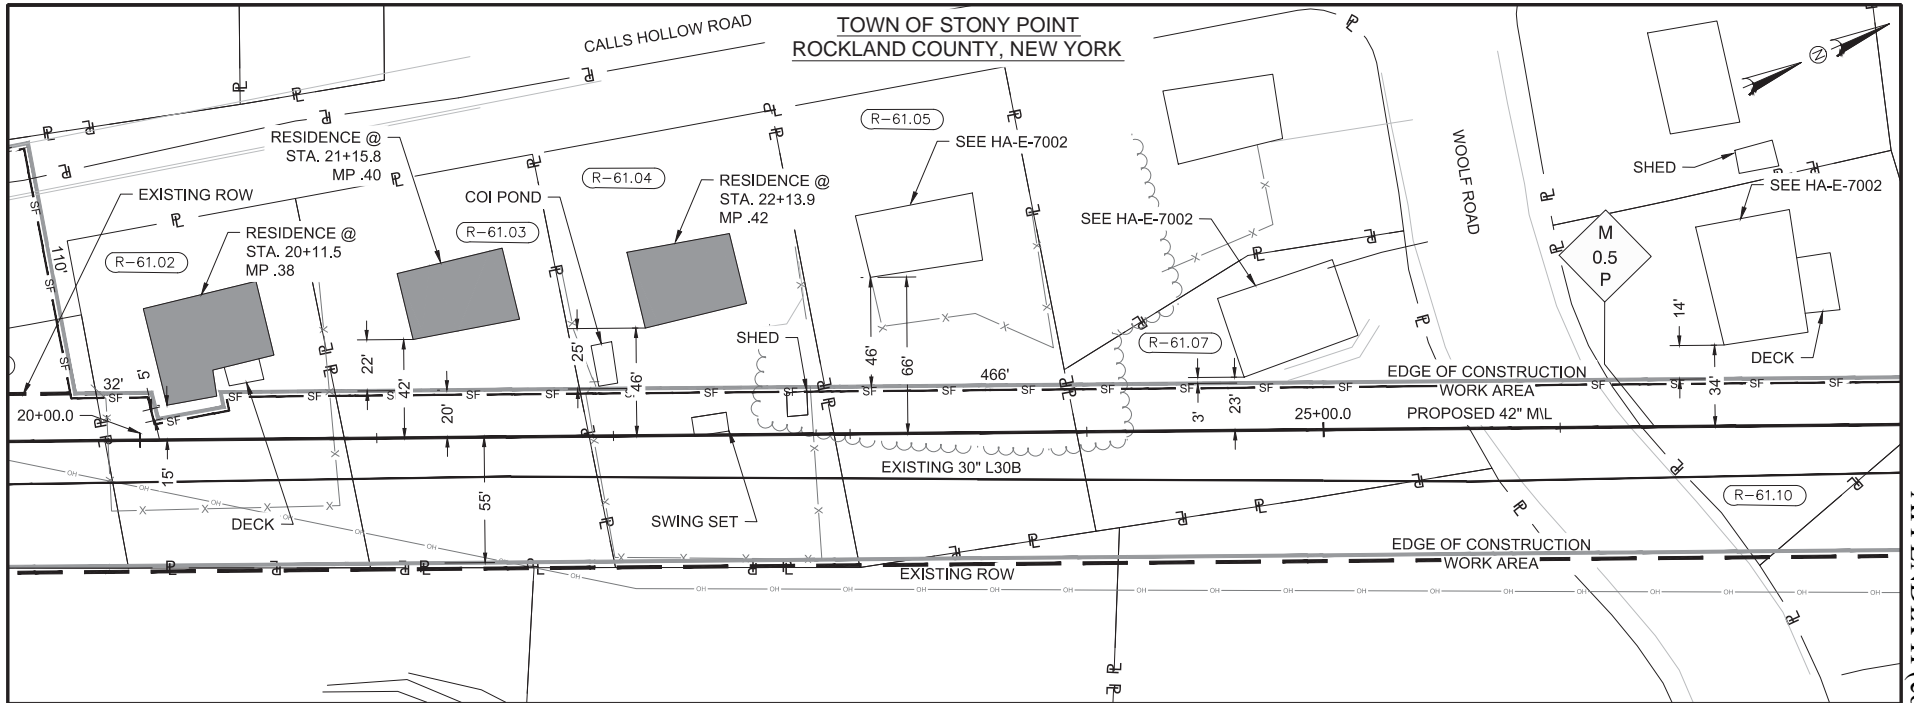 TOWN OF STONY POINT
ROCKLAND COUNTY, NEW YORK
CALLS HOLLOW ROAD
N
WOOLF ROAD
RESIDENCE @
STA. 21+15.8
MP .40
R-61.05
SEE HA-E-7002
SHED
SEE HA-E-7002
EXISTING ROW
COI POND
R-61.04
RESIDENCE @
STA. 22+13.9
MP .42
SEE HA-E-7002
R-61.03
RESIDENCE @
STA. 20+11.5
MP .38
R-61.02
110'
M
0.5
P
14'
DECK
34'
SHED
R-61.07
22'
42'
25'
46'
46'
66'
32'
5'
20'
466'
3'
23'
EDGE OF CONSTRUCTION
WORK AREA
SF
20+00.0
25+00.0
PROPOSED 42" M\L
15'
55'
EXISTING 30" L30B
R-61.10
DECK
SWING SET
EDGE OF CONSTRUCTION
WORK AREA
EXISTING ROW
OH